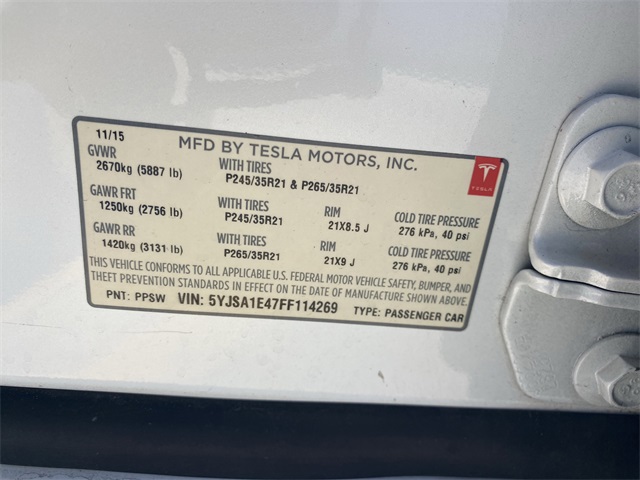 11/15 MFD BY TESLA MOTORS, INC.
GVWR WITH TIRES
2670kg (5887 lb) P245/35R21 & P265/35R21
TESLA
GAWR FRT WITH TIRES RIM COLD TIRE PRESSURE
1250kg (2756 lb) P245/35R21 21X8.5 J 276 kPa, 40 psi
GAWR RR WITH TIRES RIM COLD TIRE PRESSURE
1420kg (3131 lb) P265/35R21 21X9 J 276 kPa, 40 psi
THIS VEHICLE CONFORMS TO ALL APPLICABLE U.S. FEDERAL MOTOR VEHICLE SAFETY, BUMPER, AND
THEFT PREVENTION STANDARDS IN EFFECT ON THE DATE OF MANUFACTURE SHOWN ABOVE.
PNT: PPSW VIN: 5YJSA1E47FF114269 TYPE: PASSENGER CAR